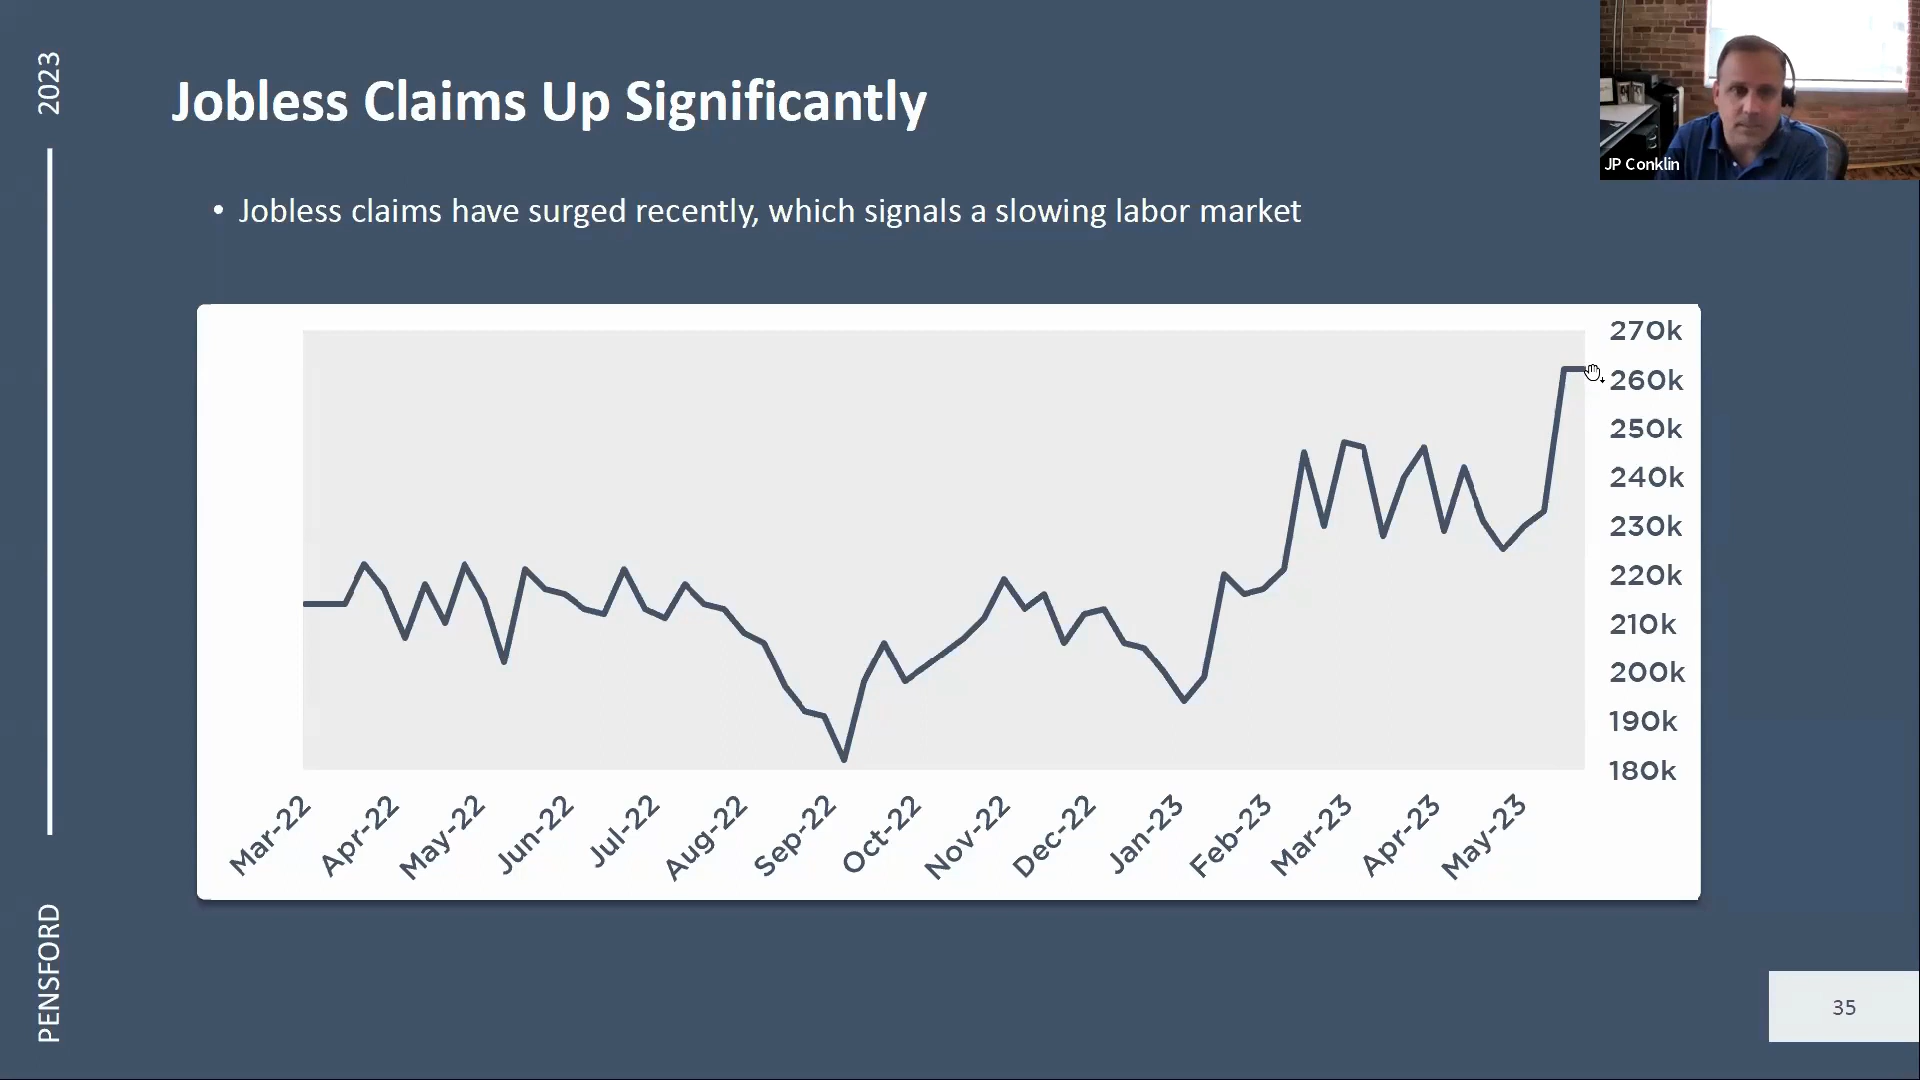 2023
Jobless Claims Up Significantly
• Jobless claims have surged recently, which signals a slowing labor market
JP Conklin
270k
260k
250k
240k
230k
220k
210k
200k
190k
180k
Mar-22
Apr-22
May-22
Jun-22
Jul-22
Aug-22
Sep-22
Oct-22
Nov-22
Dec-22
Jan-23
Feb-23
Mar-23
Apr-23
May-23
PENSFORD
35